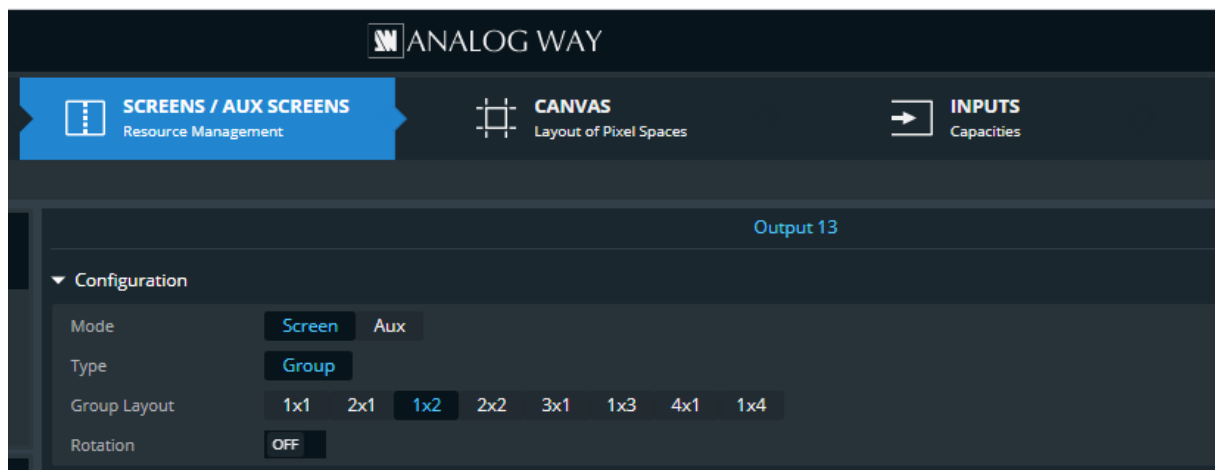 ANALOG WAY
SCREENS / AUX SCREENS
Resource Management
CANVAS
Layout of Pixel Spaces
INPUTS
Capacities
Output 13
Configuration
Mode Screen Aux
Type Group
Group Layout 1x1 2x1 1x2 2x2 3x1 1x3 4x1 1x4
Rotation OFF